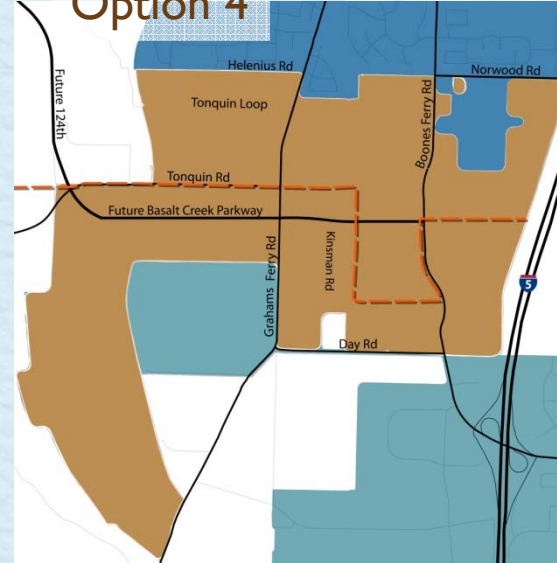 Option 4
Helenius Rd
Norwood Rd
Future 124th
Tonquin Loop
Boones Ferry Rd
Tonquin Rd
Future Basalt Creek Parkway
Grahams Ferry Rd
Kinsman Rd
5
Day Rd